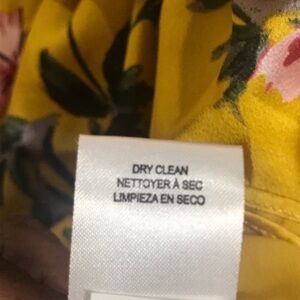 DRY CLEAN
NETTOYER À SEC
LIMPIEZA EN SECO